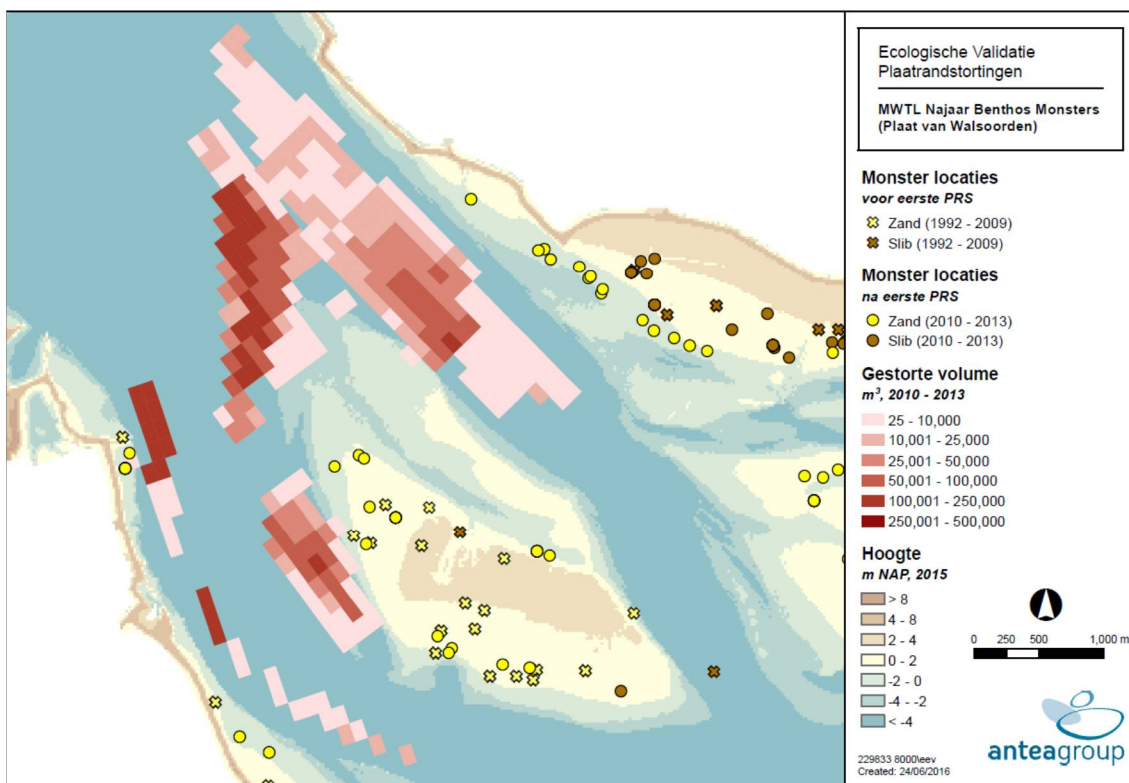 Ecologische Validatie
Plaatrandstortingen
MWTL Najaar Benthos Monsters
(Plaat van Walsoorden)
Monster locaties
voor eerste PRS
Zand (1992 - 2009)
Slib (1992 - 2009)
Monster locaties
na eerste PRS
Zand (2010 - 2013)
Slib (2010 - 2013)
Gestorte volume
m³, 2010 - 2013
25 - 10,000
10,001 - 25,000
25,001 - 50,000
50,001 - 100,000
100,001 - 250,000
250,001 - 500,000
Hoogte
m NAP, 2015
> 8
4 - 8
2 - 4
0 - 2
-2 - 0
-4 - -2
< -4
0 250 500 1,000 m
anteagroup
229833 8000\eev
Created: 24/06/2016